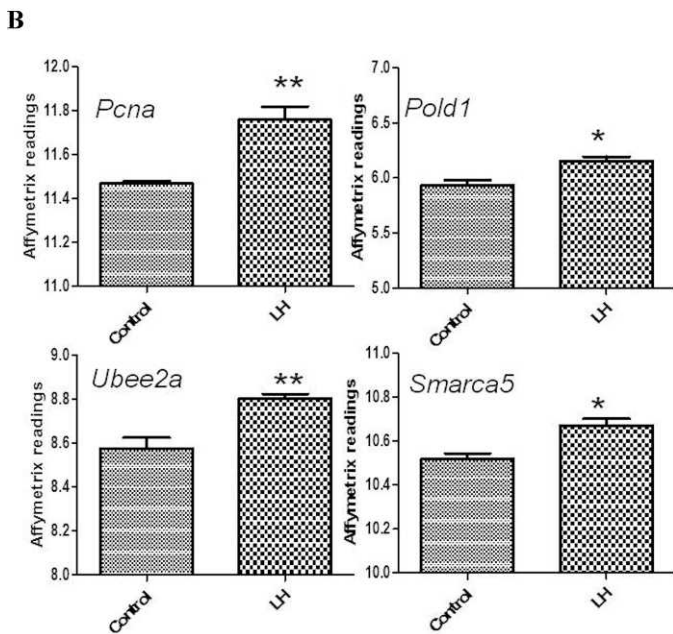 B
Affymetrix readings
12.0
11.8
11.6
11.4
11.2
11.0
Pcna
**
Control
LH
Affymetrix readings
7.0
6.5
6.0
5.5
5.0
Pold1
*
Control
LH
Affymetrix readings
9.0
8.8
8.6
8.4
8.2
8.0
Ubee2a
**
Control
LH
Affymetrix readings
11.0
10.8
10.6
10.4
10.2
10.0
Smarca5
*
Control
LH